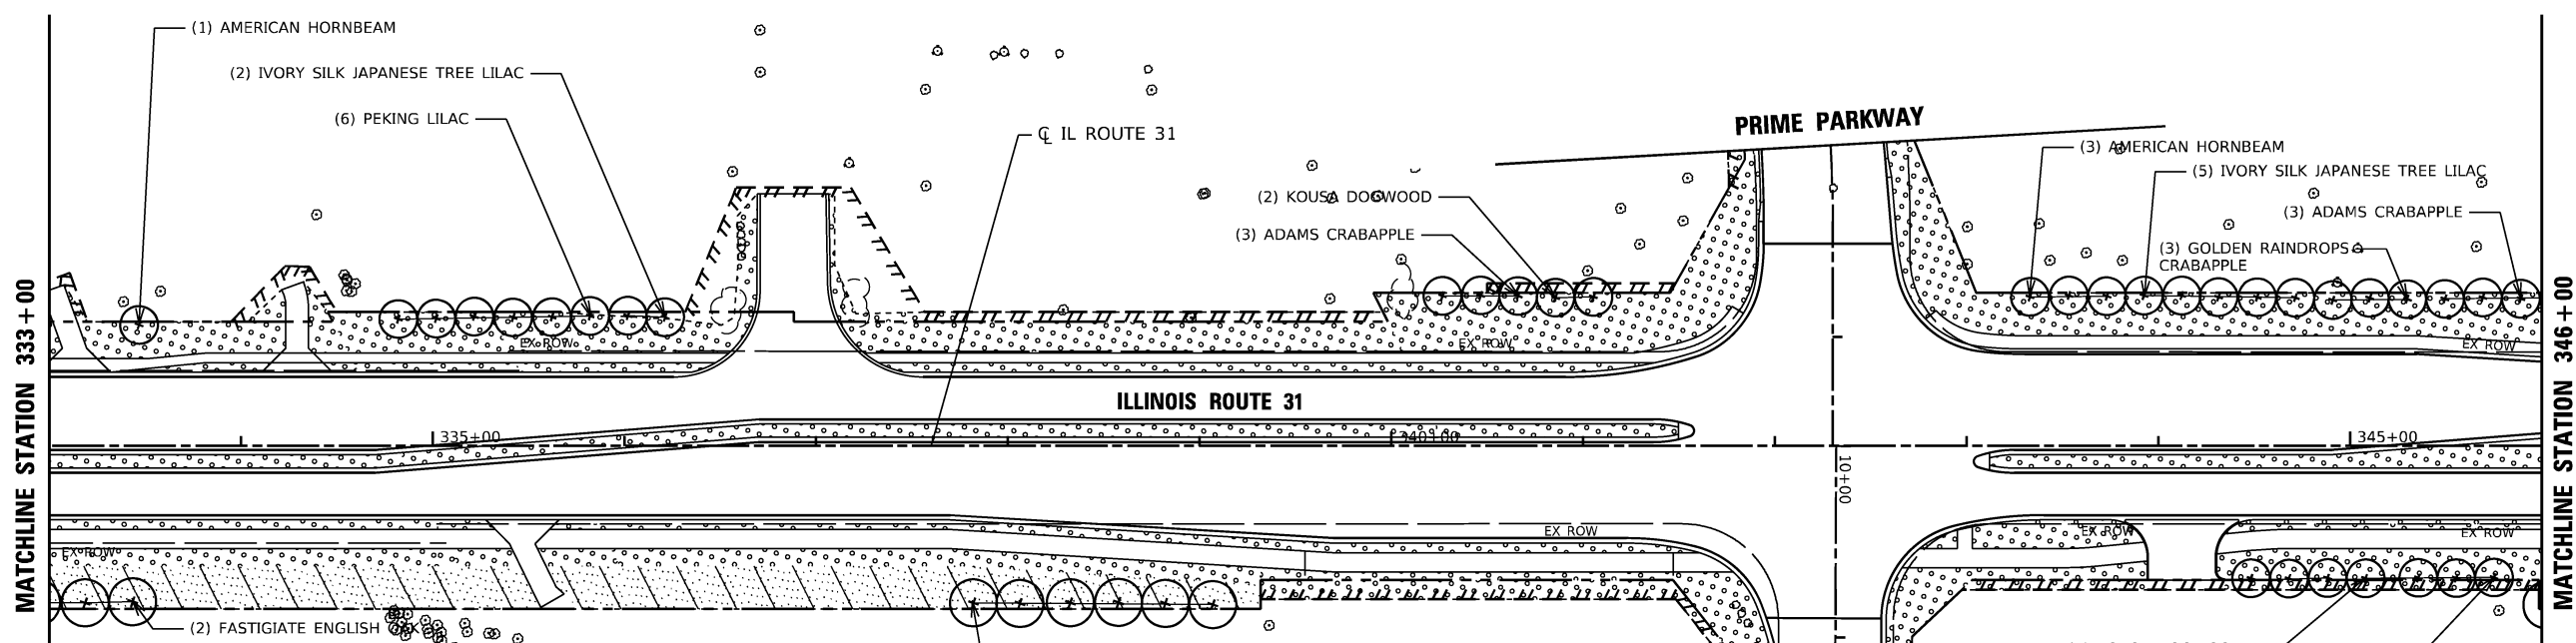 (1) AMERICAN HORNBEAM
(2) IVORY SILK JAPANESE TREE LILAC
(6) PEKING LILAC
℄ IL ROUTE 31
PRIME PARKWAY
(3) AMERICAN HORNBEAM
(5) IVORY SILK JAPANESE TREE LILAC
(2) KOUSA DOGWOOD
(3) ADAMS CRABAPPLE
(3) ADAMS CRABAPPLE
(3) GOLDEN RAINDROPS
CRABAPPLE
MATCHLINE STATION 333+00
MATCHLINE STATION 346+00
EX ROW
EX ROW
EX ROW
ILLINOIS ROUTE 31
335+00
340+00
345+00
10+00
EX ROW
EX ROW
EX ROW
EX ROW
(2) FASTIGIATE ENGLISH OAK